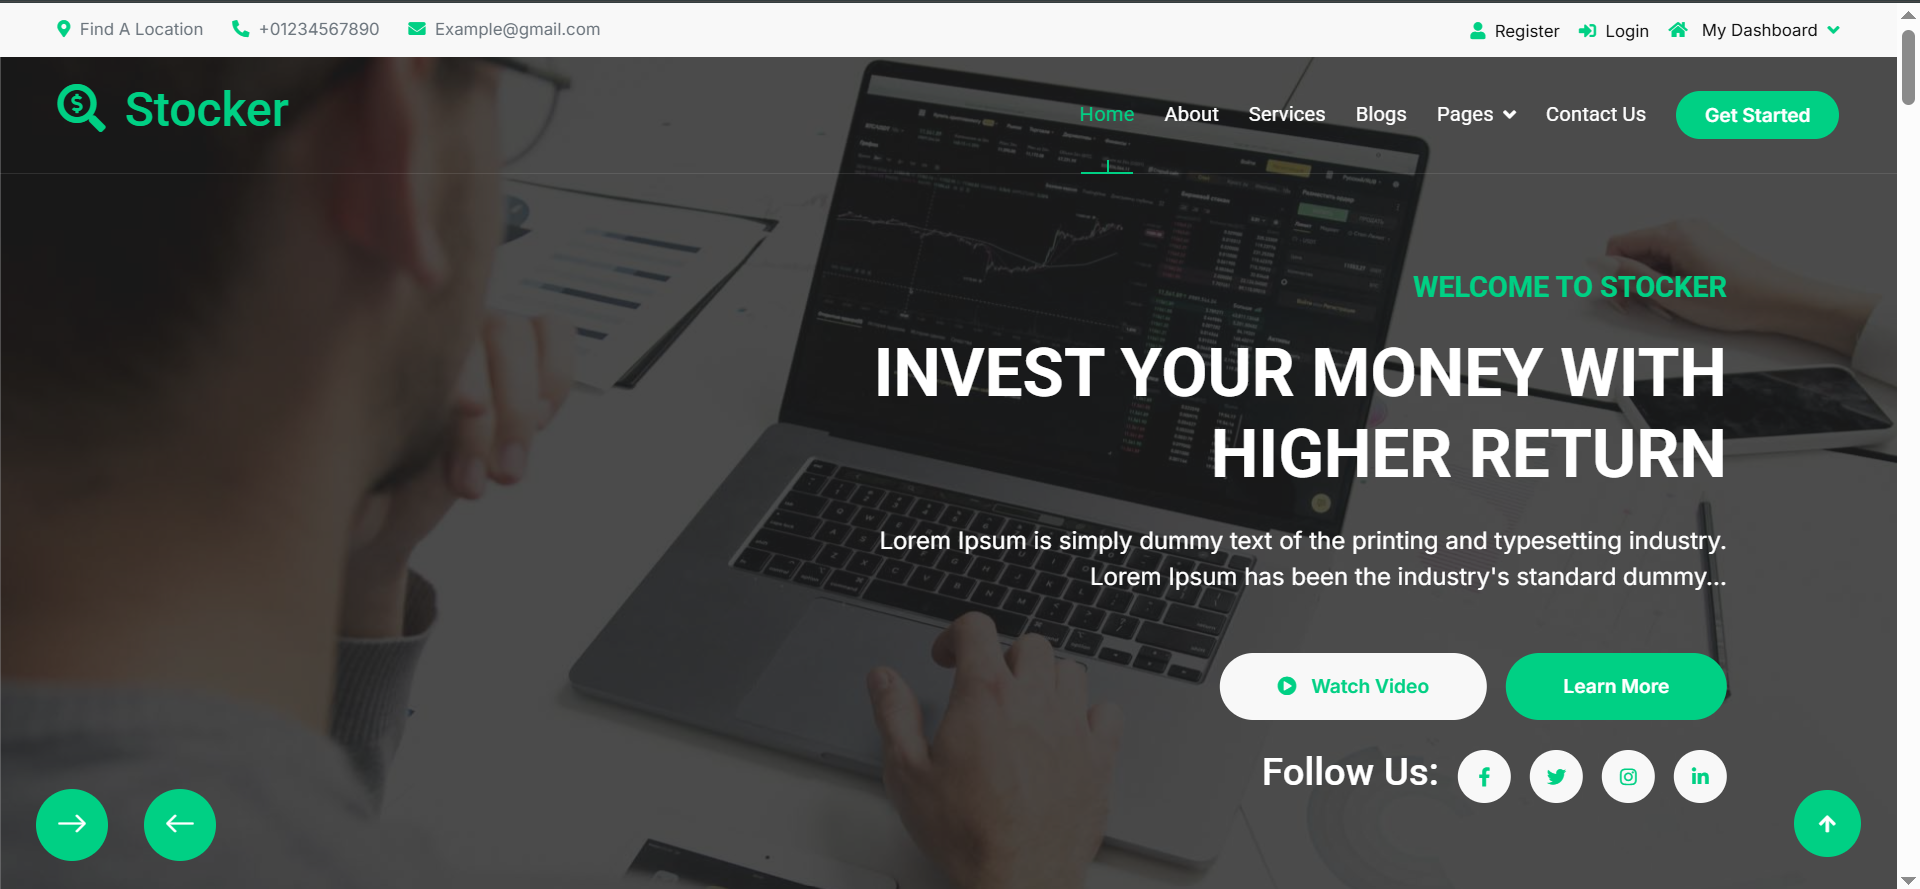 Find A Location +01234567890 Example@gmail.com Register Login My Dashboard
Stocker Home About Services Blogs Pages Contact Us Get Started
WELCOME TO STOCKER
INVEST YOUR MONEY WITH
HIGHER RETURN
Lorem Ipsum is simply dummy text of the printing and typesetting industry.
Lorem Ipsum has been the industry's standard dummy...
Watch Video Learn More
Follow Us: